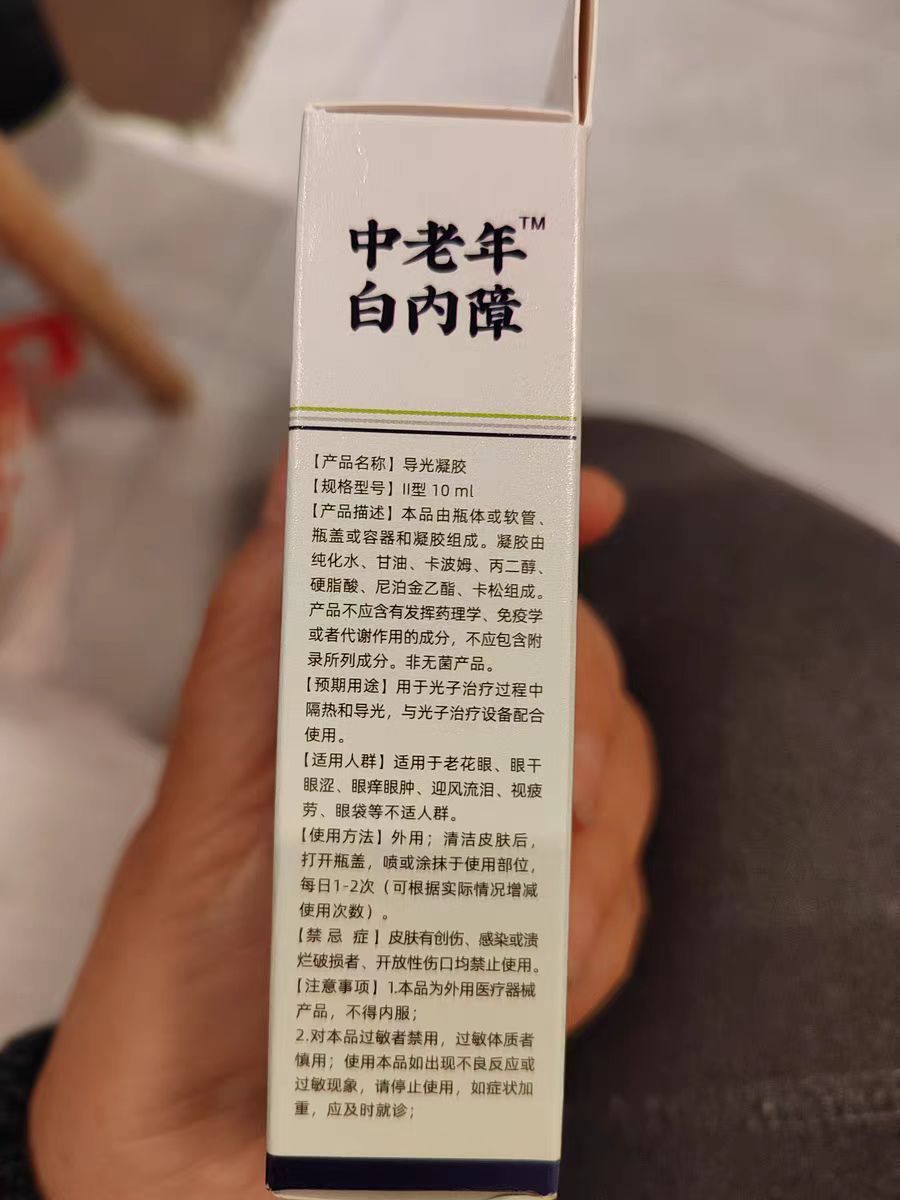 中老年™
白内障
【产品名称】导光凝胶
【规格型号】II型 10 ml
【产品描述】本品由瓶体或软管、
瓶盖或容器和凝胶组成。凝胶由
纯化水、甘油、卡波姆、丙二醇、
硬脂酸、尼泊金乙酯、卡松组成。
产品不应含有发挥药理学、免疫学
或者代谢作用的成分，不应包含附
录所列成分。非无菌产品。
【预期用途】用于光子治疗过程中
隔热和导光，与光子治疗设备配合
使用。
【适用人群】适用于老花眼、眼干
眼涩、眼痒眼肿、迎风流泪、视疲
劳、眼袋等不适人群。
【使用方法】外用；清洁皮肤后，
打开瓶盖，喷或涂抹于使用部位，
每日1-2次（可根据实际情况增减
使用次数）。
【禁忌症】皮肤有创伤、感染或溃
烂破损者、开放性伤口均禁止使用。
【注意事项】1.本品为外用医疗器械
产品，不得内服；
2.对本品过敏者禁用，过敏体质者
慎用；使用本品如出现不良反应或
过敏现象，请停止使用，如症状加
重，应及时就诊；